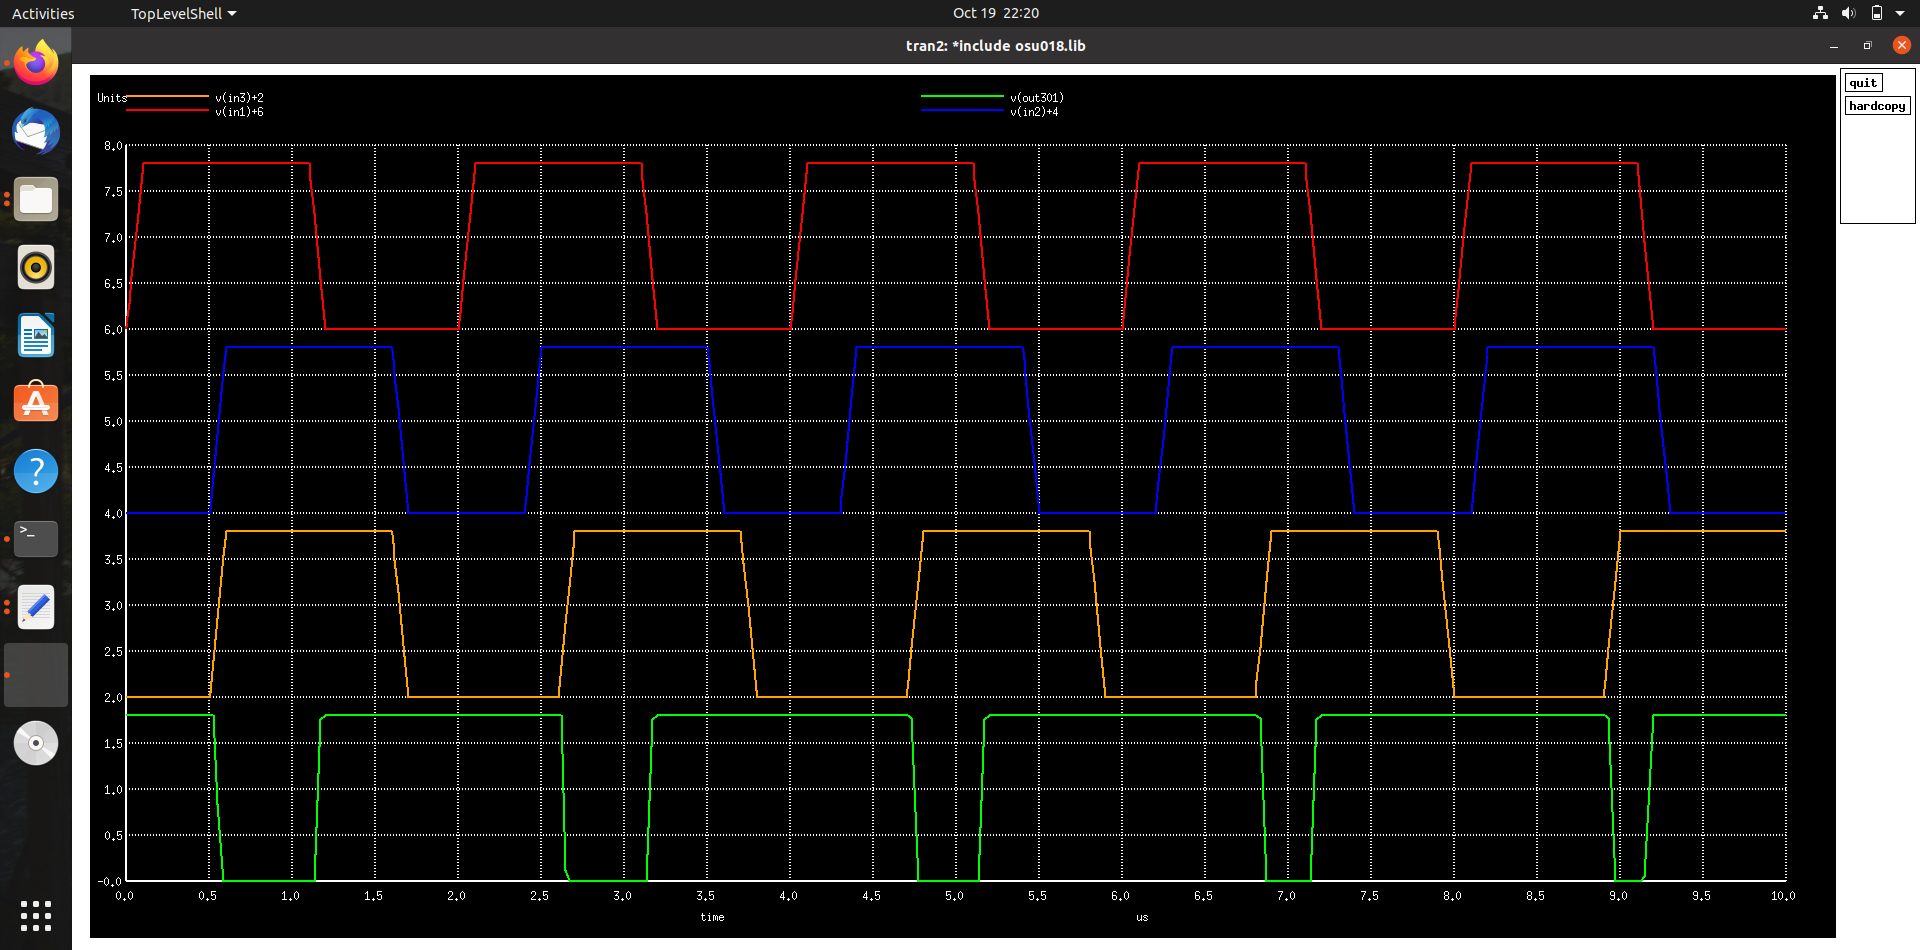 Activities
TopLevelShell
Oct 19 22:20
tran2: *include osu018.lib
quit
hardcopy
Units
v(in3)+2
v(in1)+6
v(out301)
v(in2)+4
8.0
7.5
7.0
6.5
6.0
5.5
5.0
4.5
4.0
3.5
3.0
2.5
2.0
1.5
1.0
0.5
-0.0
0.0 0.5 1.0 1.5 2.0 2.5 3.0 3.5 4.0 4.5 5.0 5.5 6.0 6.5 7.0 7.5 8.0 8.5 9.0 9.5 10.0
time us